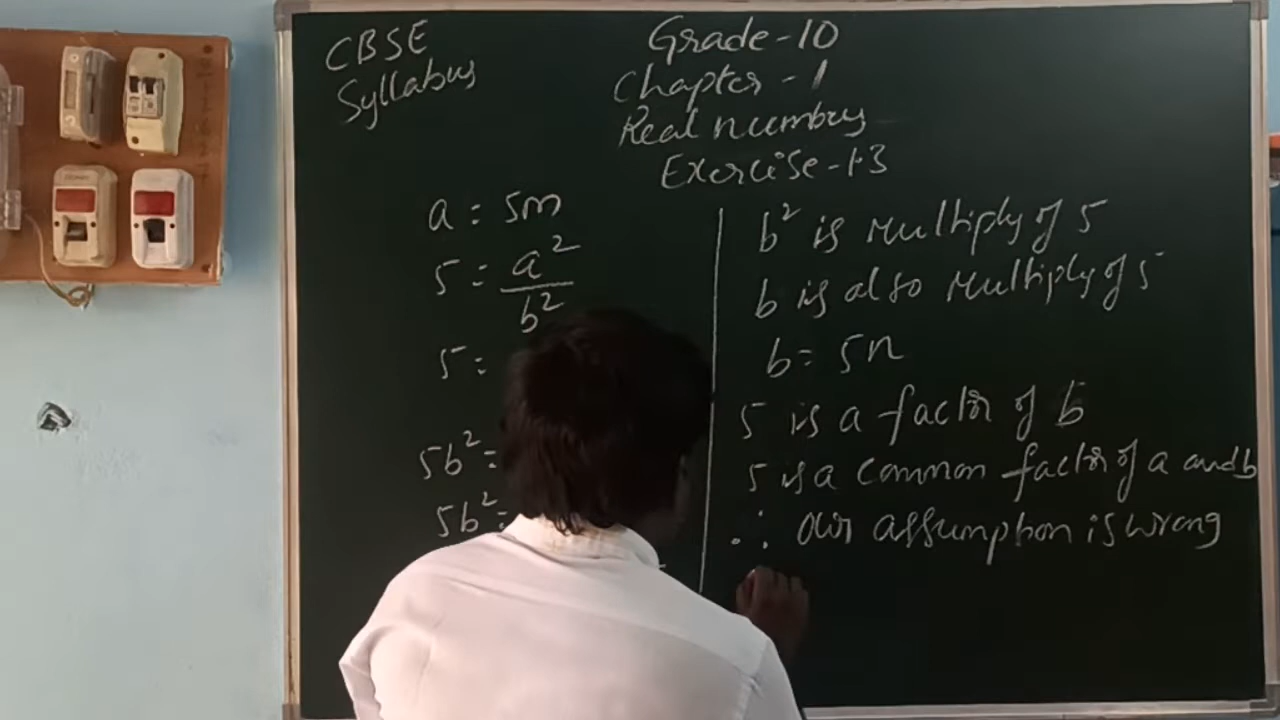 CBSE
Syllabus
Grade-10
Chapter-1
Real numbers
Exercise-1.3
a = 5m
5 = a²/b²
5 =
5b² =
5b² =
b² is Multiply of 5
b is also Multiply of 5
b = 5n
5 is a factor of b
5 is a common factor of a and b
∴ our assumption is wrong